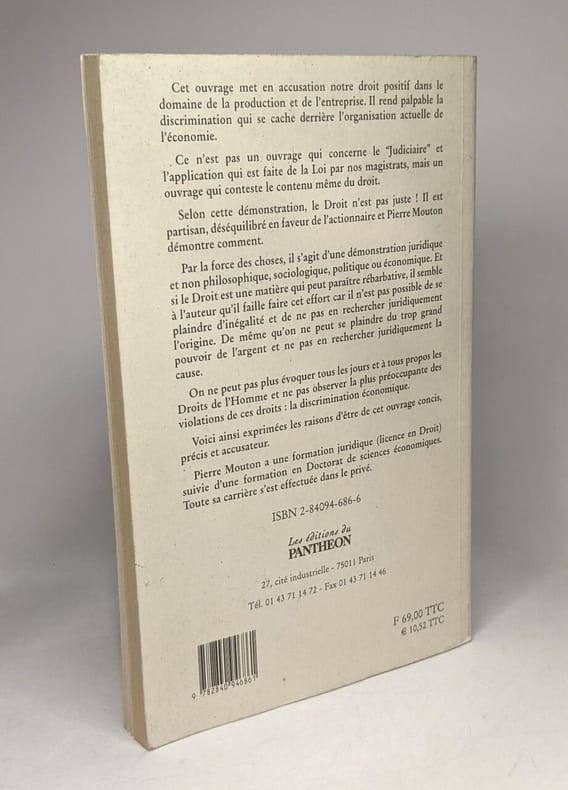 Cet ouvrage met en accusation notre droit positif dans le
domaine de la production et de l'entreprise. Il rend palpable la
discrimination qui se cache derrière l'organisation actuelle de
l'économie.
Ce n'est pas un ouvrage qui concerne le "Judiciaire" et
l'application qui est faite de la Loi par nos magistrats, mais un
ouvrage qui conteste le contenu même du droit.
Selon cette démonstration, le Droit n'est pas juste ! Il est
partisan, déséquilibré en faveur de l'actionnaire et Pierre Mouton
démontre comment.
Par la force des choses, il s'agit d'une démonstration juridique
et non philosophique, sociologique, politique ou économique. Et
si le Droit est une matière qui peut paraître rébarbative, il semble
à l'auteur qu'il faille faire cet effort car il n'est pas possible de se
plaindre d'inégalité et de ne pas en rechercher juridiquement
l'origine. De même qu'on ne peut se plaindre du trop grand
pouvoir de l'argent et ne pas en rechercher juridiquement la
cause.
On ne peut pas plus évoquer tous les jours et à tous propos les
Droits de l'Homme et ne pas observer la plus préoccupante des
violations de ces droits : la discrimination économique.
Voici ainsi exprimées les raisons d'être de cet ouvrage concis,
précis et accusateur.
Pierre Mouton a une formation juridique (licence en Droit)
suivie d'une formation en Doctorat de sciences économiques.
Toute sa carrière s'est effectuée dans le privé.
ISBN 2-84094-686-6
Les éditions du
PANTHEON
27, cité industrielle - 75011 Paris
Tél. 01 43 71 14 72 - Fax 01 43 71 14 46
F 69,00 TTC
€ 10,52 TTC
9 782840 946861